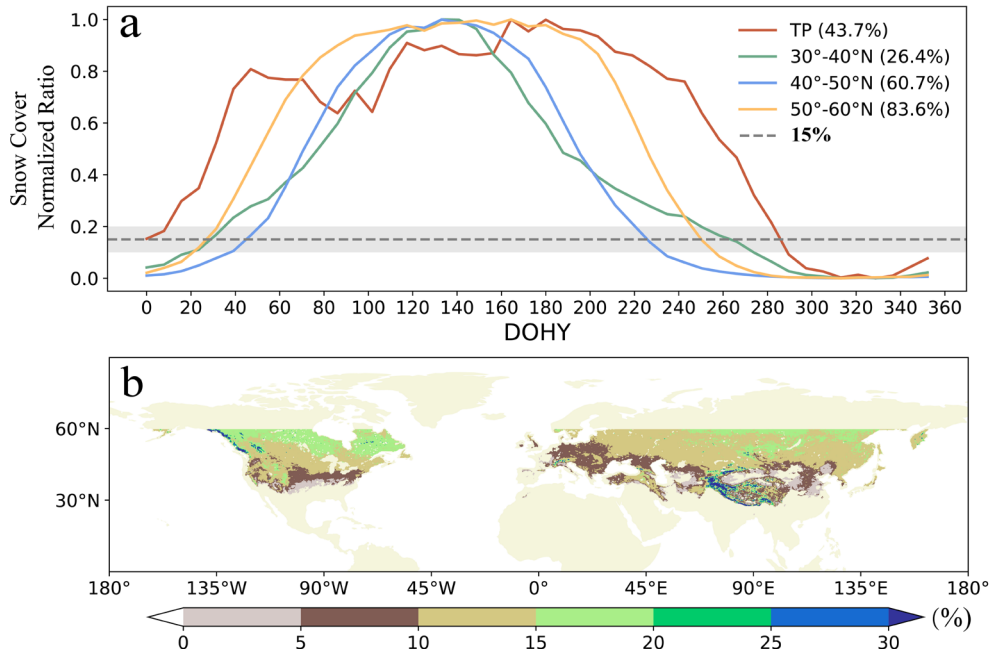 a
1.0
0.8
0.6
0.4
0.2
0.0
Snow Cover
Normalized Ratio
TP (43.7%)
30°-40°N (26.4%)
40°-50°N (60.7%)
50°-60°N (83.6%)
15%
0 20 40 60 80 100 120 140 160 180 200 220 240 260 280 300 320 340 360
DOHY
b
60°N
30°N
180° 135°W 90°W 45°W 0° 45°E 90°E 135°E 180°
0 5 10 15 20 25 30 (%)